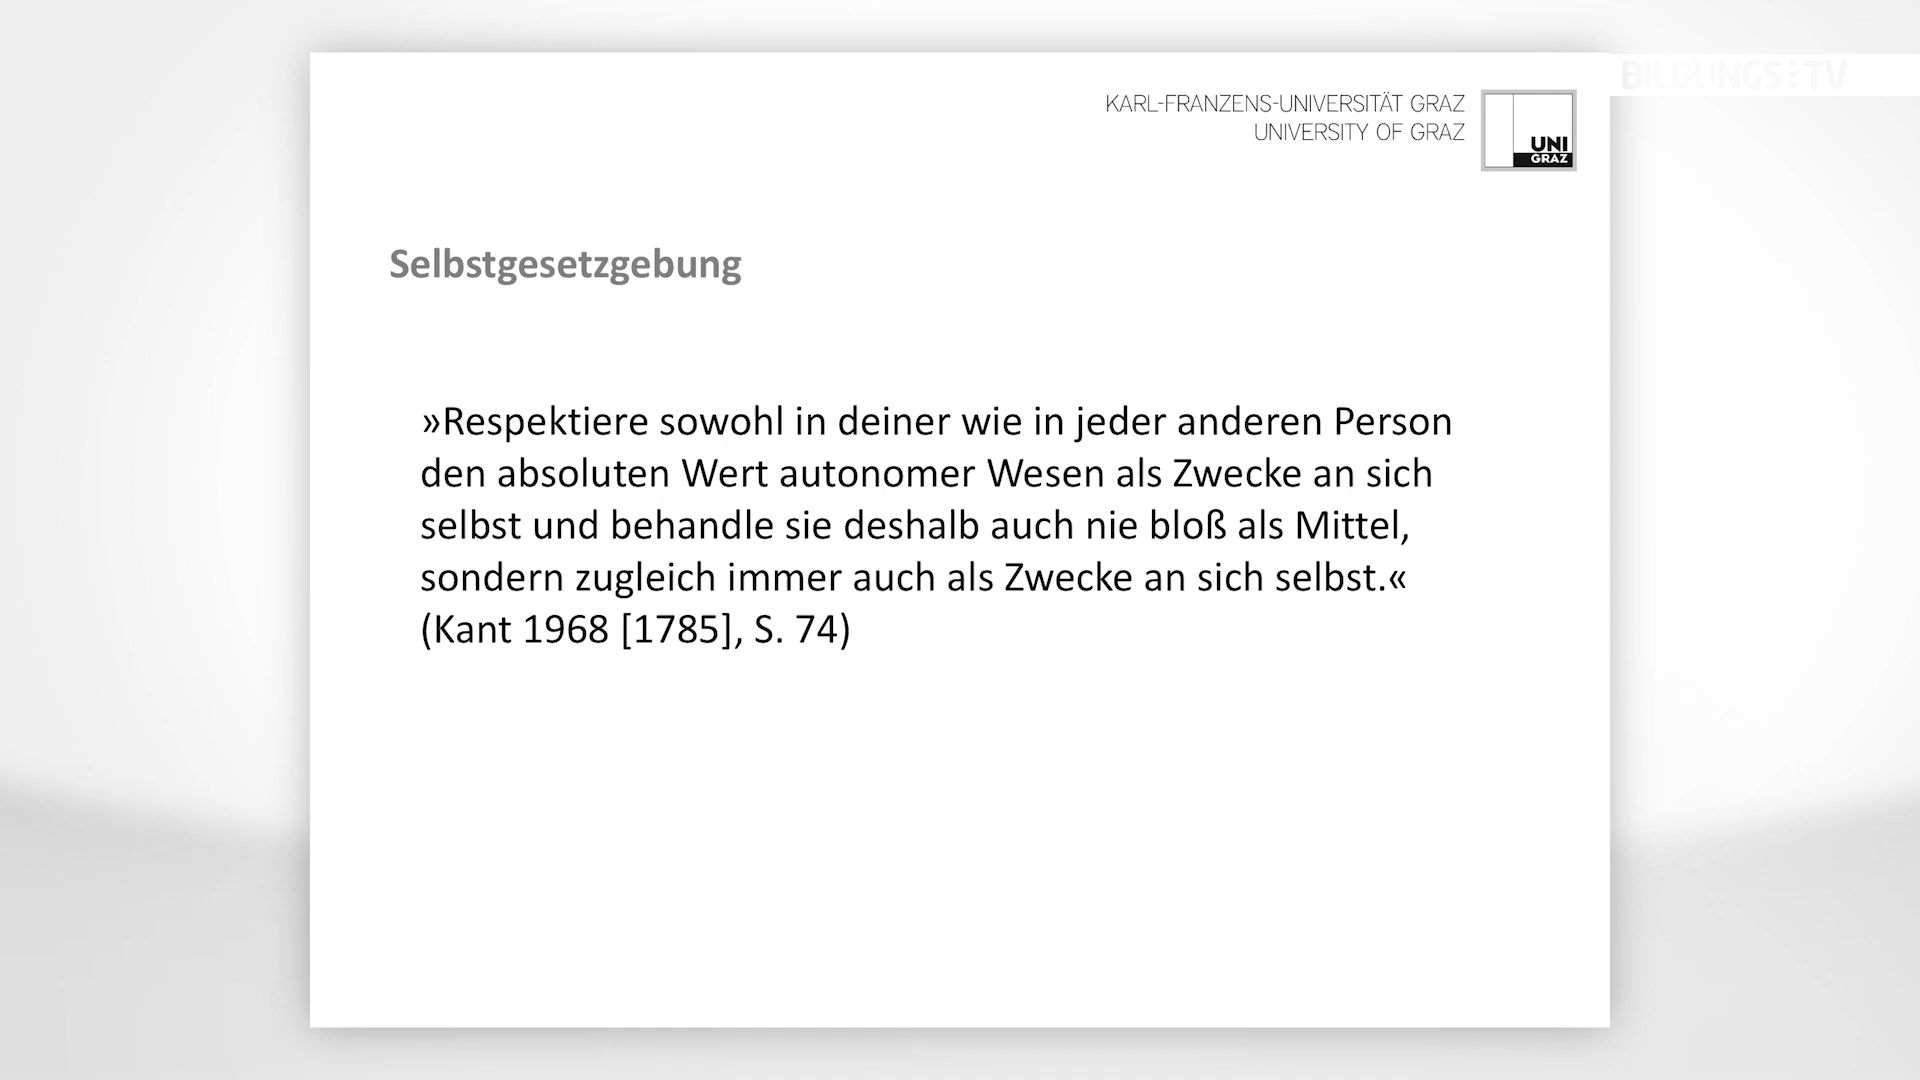 BILDUNGS TV
KARL-FRANZENS-UNIVERSITÄT GRAZ
UNIVERSITY OF GRAZ
UNI
GRAZ
Selbstgesetzgebung
»Respektiere sowohl in deiner wie in jeder anderen Person
den absoluten Wert autonomer Wesen als Zwecke an sich
selbst und behandle sie deshalb auch nie bloß als Mittel,
sondern zugleich immer auch als Zwecke an sich selbst.«
(Kant 1968 [1785], S. 74)